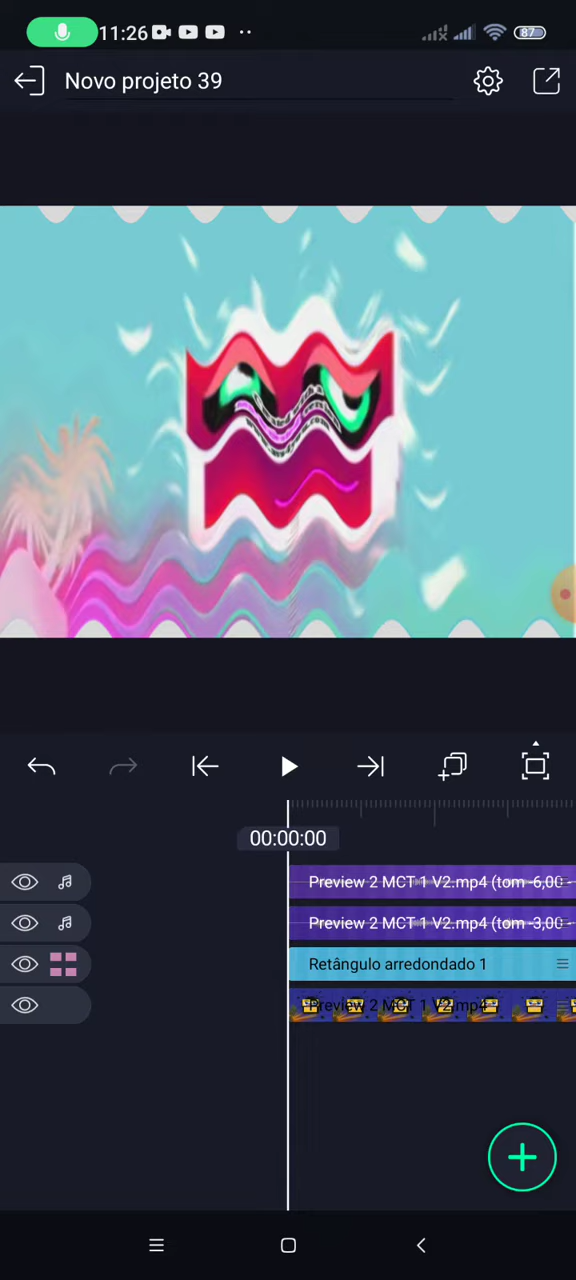 11:26
87
Novo projeto 39
00:00:00
Preview 2 MCT 1 V2.mp4 (tom -6,00
Preview 2 MCT 1 V2.mp4 (tom -3,00
Retângulo arredondado 1
Preview 2 MCT 1 V2.mp4